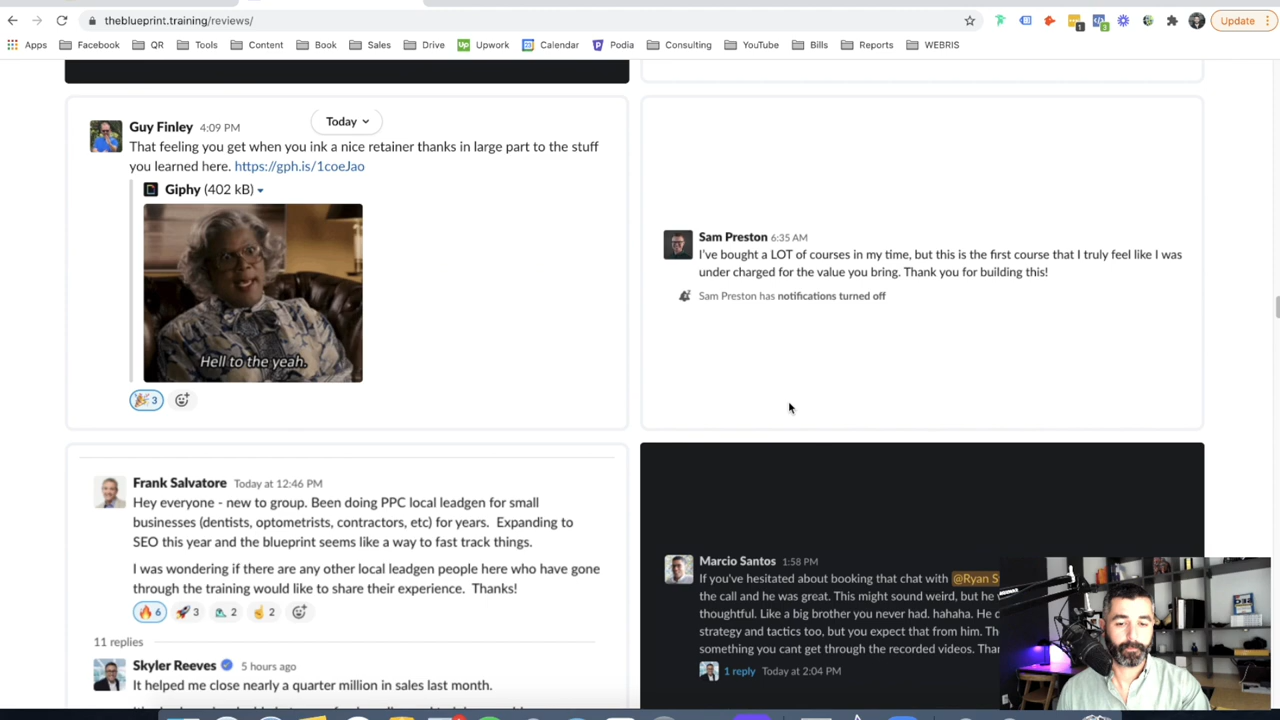 theblueprint.training/reviews/
Update
Apps Facebook QR Tools Content Book Sales Drive Upwork Calendar Podia Consulting YouTube Bills Reports WEBRIS
Guy Finley 4:09 PM
Today
That feeling you get when you ink a nice retainer thanks in large part to the stuff
you learned here. https://gph.is/1coeJao
Giphy (402 kB)
Hell to the yeah.
3
Sam Preston 6:35 AM
I've bought a LOT of courses in my time, but this is the first course that I truly feel like I was
under charged for the value you bring. Thank you for building this!
Sam Preston has notifications turned off
Frank Salvatore Today at 12:46 PM
Hey everyone - new to group. Been doing PPC local leadgen for small
businesses (dentists, optometrists, contractors, etc) for years. Expanding to
SEO this year and the blueprint seems like a way to fast track things.
I was wondering if there are any other local leadgen people here who have gone
through the training would like to share their experience. Thanks!
6 3 2 2
11 replies
Skyler Reeves 5 hours ago
It helped me close nearly a quarter million in sales last month.
Marcio Santos 1:58 PM
If you've hesitated about booking that chat with @Ryan S
the call and he was great. This might sound weird, but he
thoughtful. Like a big brother you never had. hahaha. He
strategy and tactics too, but you expect that from him. Th
something you cant get through the recorded videos. Than
1 reply Today at 2:04 PM